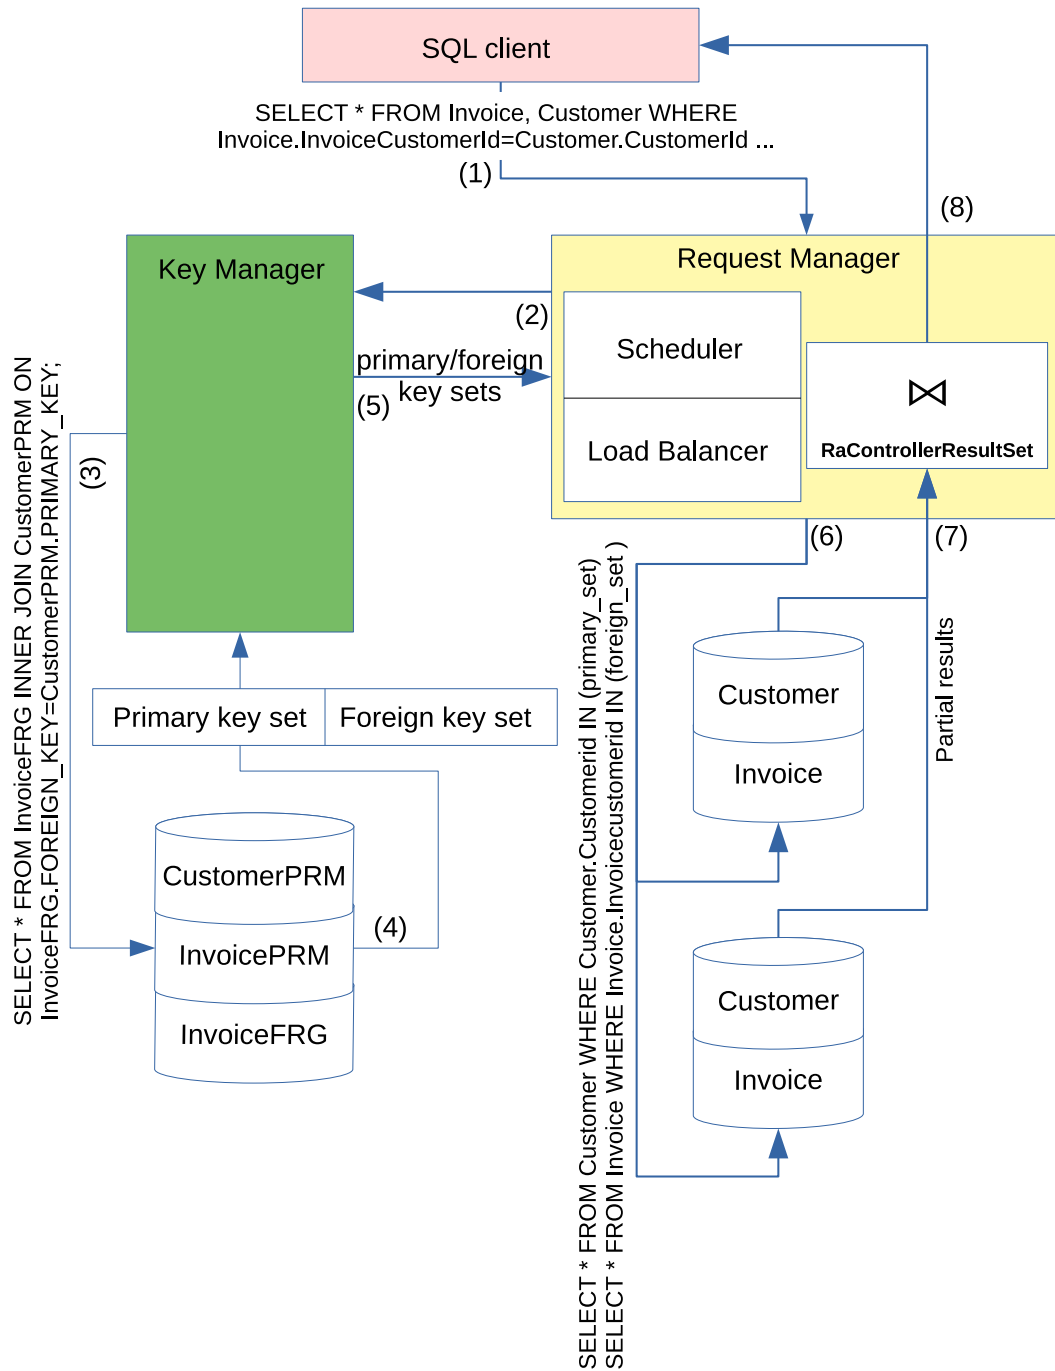 SQL client
SELECT * FROM Invoice, Customer WHERE
Invoice.InvoiceCustomerId=Customer.CustomerId ...
(1)
(8)
Key Manager
Request Manager
(2)
Scheduler
primary/foreign
key sets
(5)
⋈
Load Balancer
RaControllerResultSet
(3)
SELECT * FROM InvoiceFRG INNER JOIN CustomerPRM ON
InvoiceFRG.FOREIGN_KEY=CustomerPRM.PRIMARY_KEY;
(6)
(7)
SELECT * FROM Customer WHERE Customer.Customerid IN (primary_set)
SELECT * FROM Invoice WHERE Invoice.Invoicecustomerid IN (foreign_set )
Partial results
Primary key set
Foreign key set
Customer
Invoice
CustomerPRM
(4)
InvoicePRM
InvoiceFRG
Customer
Invoice